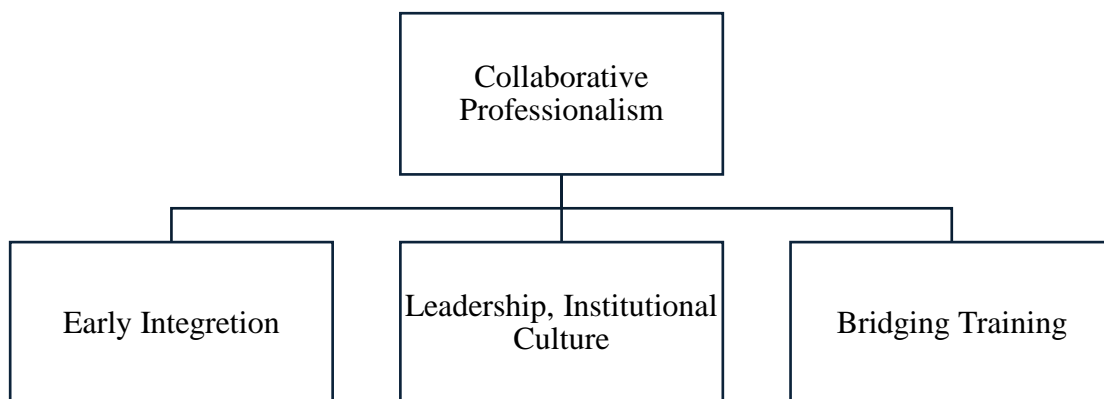 Collaborative
Professionalism
Early Integretion
Leadership, Institutional
Culture
Bridging Training